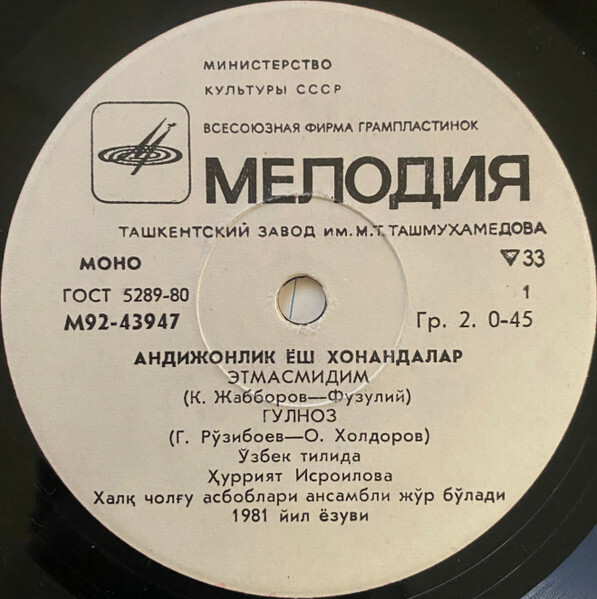 МИНИСТЕРСТВО
КУЛЬТУРЫ СССР
ВСЕСОЮЗНАЯ ФИРМА ГРАМПЛАСТИНОК
МЕЛОДИЯ
ТАШКЕНТСКИЙ ЗАВОД ИМ. М.Т. ТАШМУХАМЕДОВА
МОНО 33
ГОСТ 5289-80 1
М92-43947 Гр. 2. 0-45
АНДИЖОНЛИК ЁШ ХОНАНДАЛАР
ЭТМАСМИДИМ
(К. Жабборов—Фузулий)
ГУЛНОЗ
(Г. Рўзибоев—О. Холдоров)
Ўзбек тилида
Ҳуррият Исроилова
Халқ чолғу асбоблари ансамбли жўр бўлади
1981 йил ёзуви